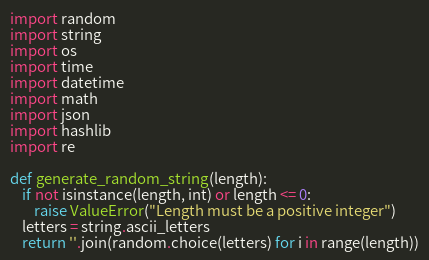 import random
import string
import os
import time
import datetime
import math
import json
import hashlib
import re

def generate_random_string(length):
    if not isinstance(length, int) or length <= 0:
        raise ValueError("Length must be a positive integer")
    letters = string.ascii_letters
    return ''.join(random.choice(letters) for i in range(length))